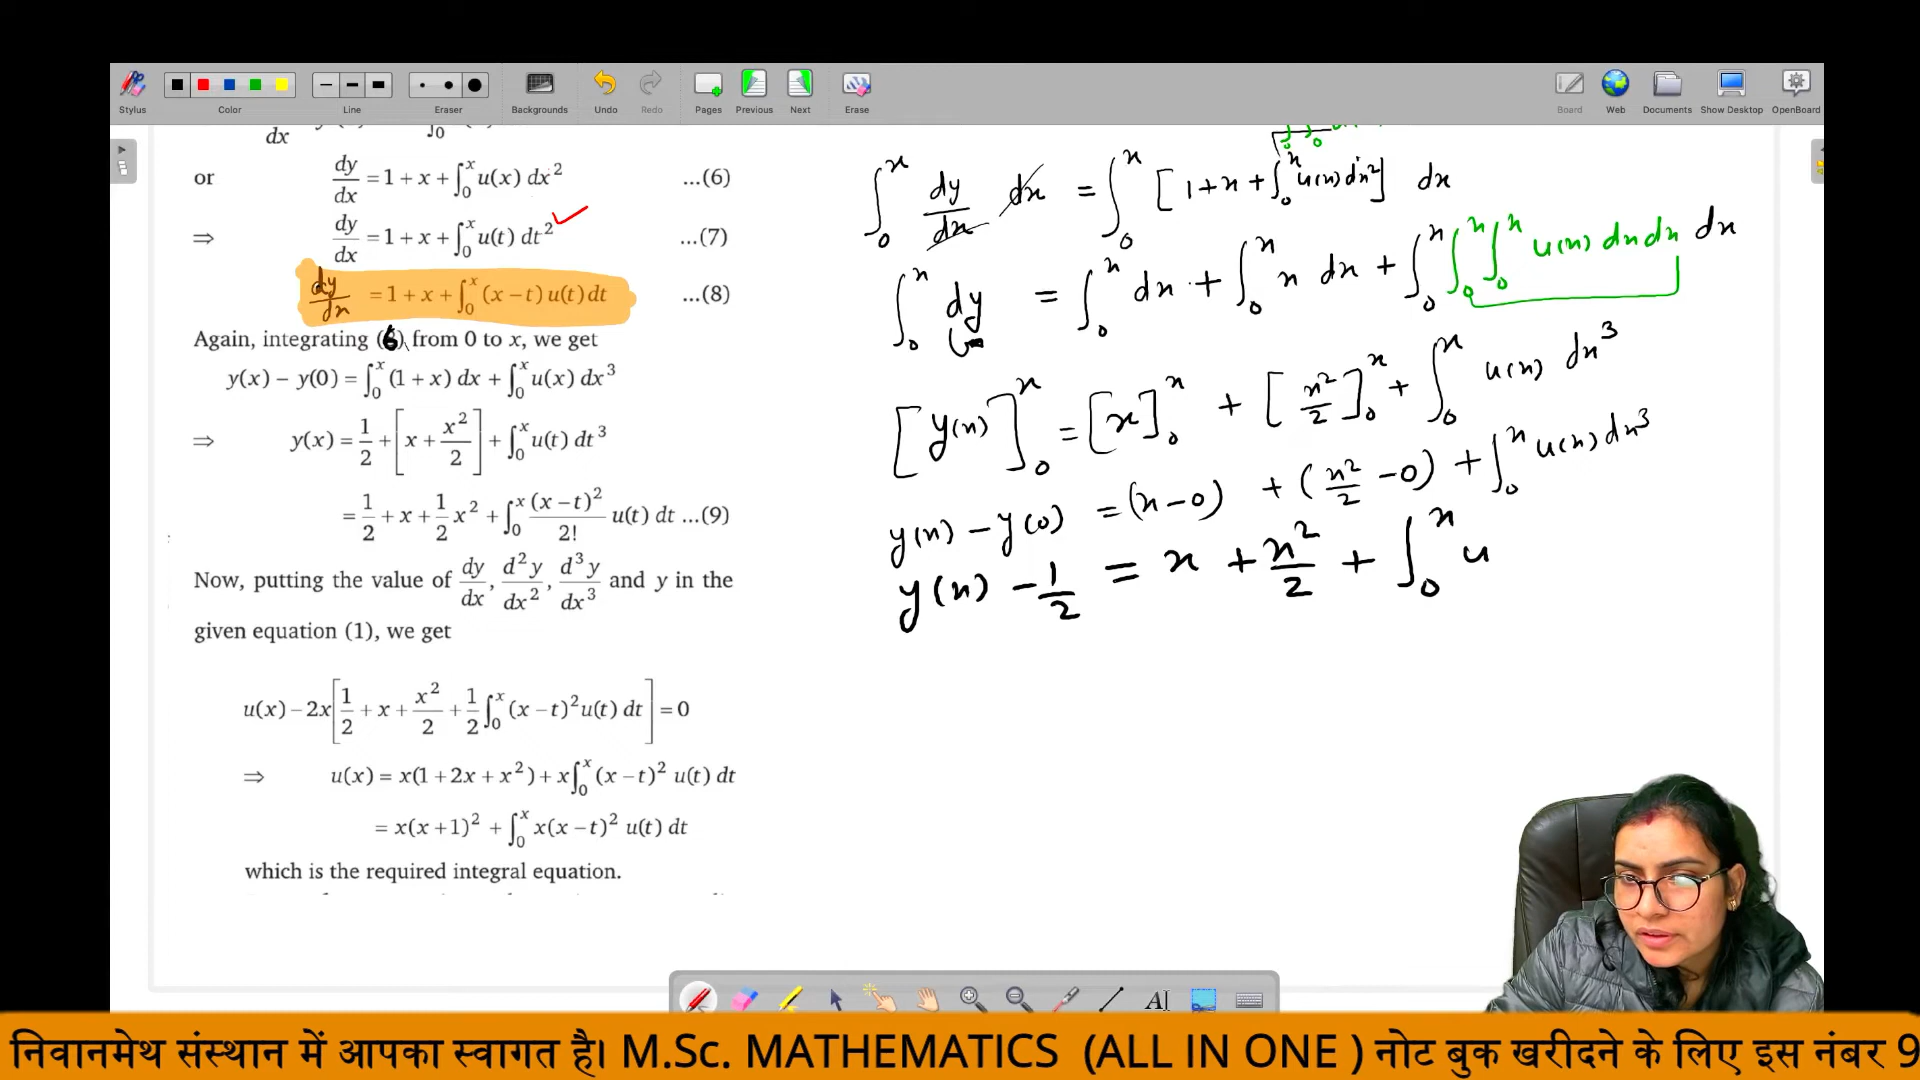 Stylus Color Line Eraser Backgrounds Undo Redo Pages Previous Next Erase Board Web Documents Show Desktop OpenBoard
dx
or dy/dx = 1 + x + ∫₀ˣ u(x) dx² ...(6)
⇒ dy/dx = 1 + x + ∫₀ˣ u(t) dt² ...(7)
dy/dx = 1 + x + ∫₀ˣ (x − t) u(t) dt ...(8)
Again, integrating (6) from 0 to x, we get
y(x) − y(0) = ∫₀ˣ (1 + x) dx + ∫₀ˣ u(x) dx³
⇒ y(x) = 1/2 + [x + x²/2] + ∫₀ˣ u(t) dt³
= 1/2 + x + 1/2 x² + ∫₀ˣ (x − t)²/2! u(t) dt ...(9)
Now, putting the value of dy/dx, d²y/dx², d³y/dx³ and y in the
given equation (1), we get
u(x) − 2x[1/2 + x + x²/2 + 1/2 ∫₀ˣ (x − t)² u(t) dt] = 0
⇒ u(x) = x(1 + 2x + x²) + x∫₀ˣ (x − t)² u(t) dt
= x(x + 1)² + ∫₀ˣ x(x − t)² u(t) dt
which is the required integral equation.
∫₀ˣ dy/dx dx = ∫₀ˣ [1 + x + ∫₀ˣ u(x) dx²] dx
∫₀ˣ dy = ∫₀ˣ dx + ∫₀ˣ x dx + ∫₀ˣ ∫₀ˣ ∫₀ˣ u(x) dx dx dx
[y(x)]₀ˣ = [x]₀ˣ + [x²/2]₀ˣ + ∫₀ˣ u(x) dx³
y(x) − y(0) = (x − 0) + (x²/2 − 0) + ∫₀ˣ u(x) dx³
y(x) − 1/2 = x + x²/2 + ∫₀ˣ u
निवानमेथ संस्थान में आपका स्वागत है। M.Sc. MATHEMATICS (ALL IN ONE ) नोट बुक खरीदने के लिए इस नंबर 9